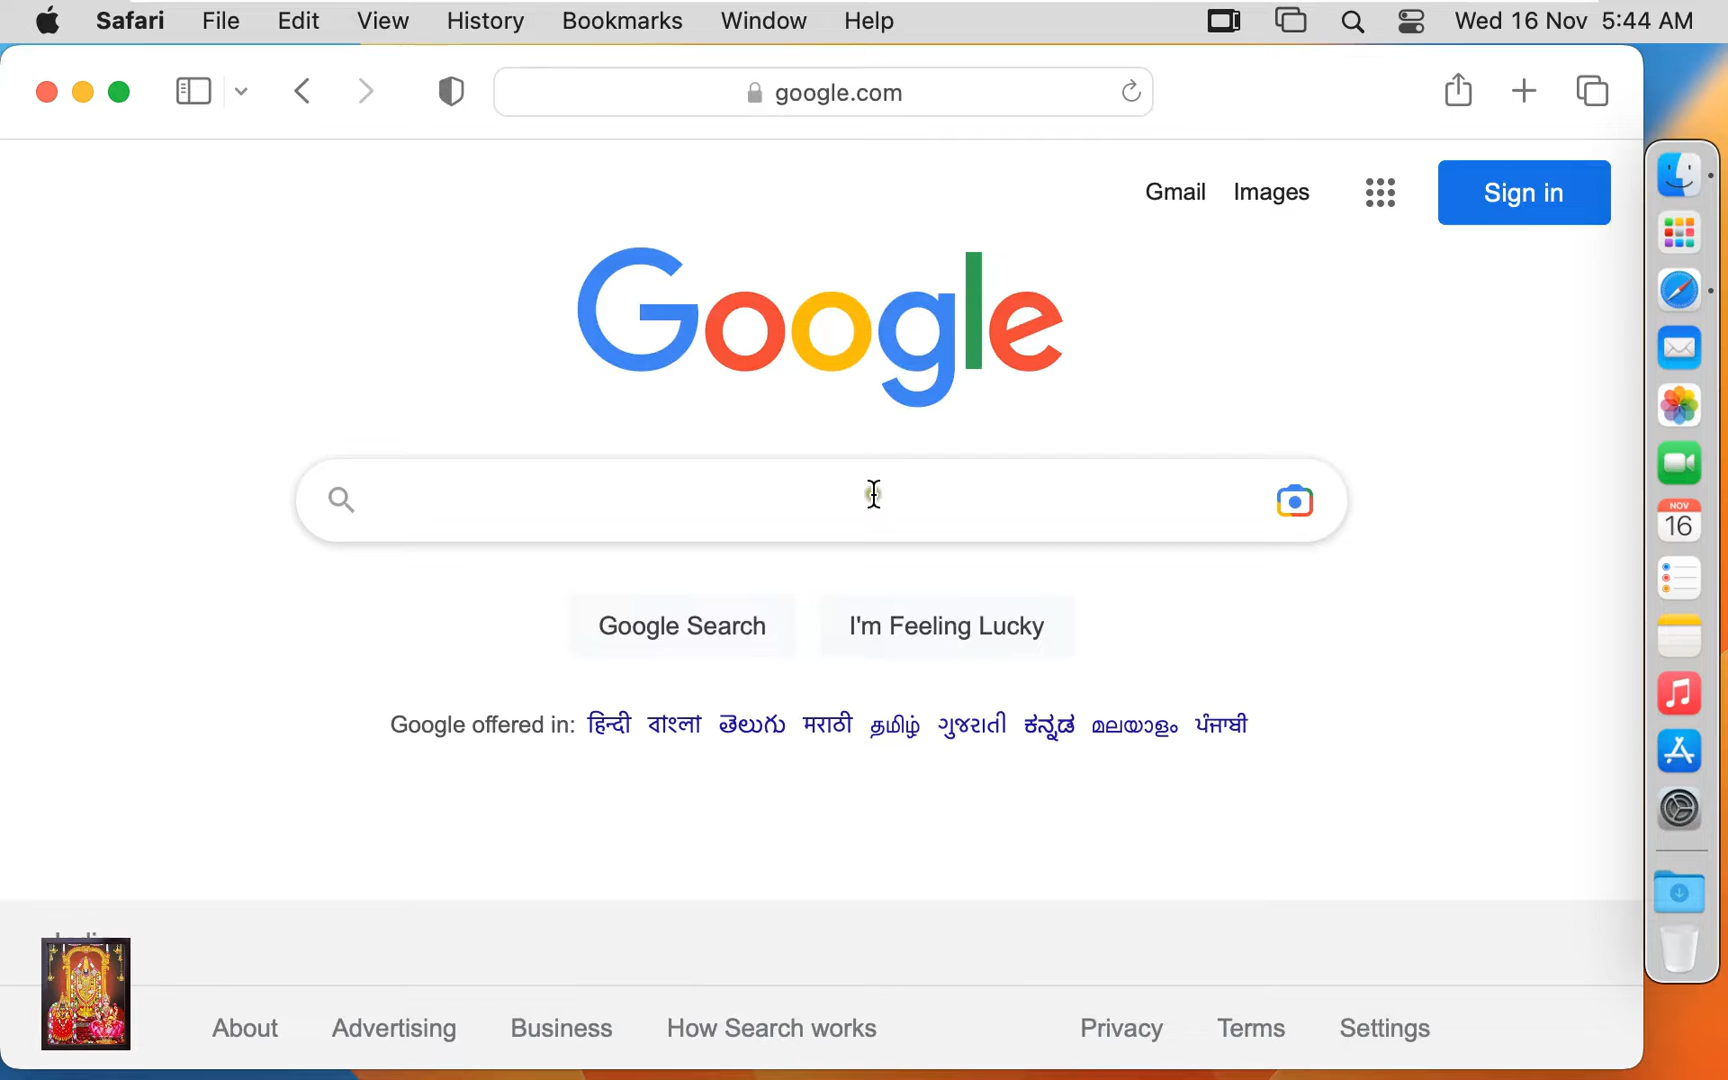 Safari File Edit View History Bookmarks Window Help Wed 16 Nov 5:44 AM
google.com
Gmail Images Sign in
Google
Google Search I'm Feeling Lucky
NOV
16
Google offered in: हिन्दी বাংলা తెలుగు मराठी தமிழ் ગુજરાતી ಕನ್ನಡ മലയാളം ਪੰਜਾਬੀ
About Advertising Business How Search works Privacy Terms Settings